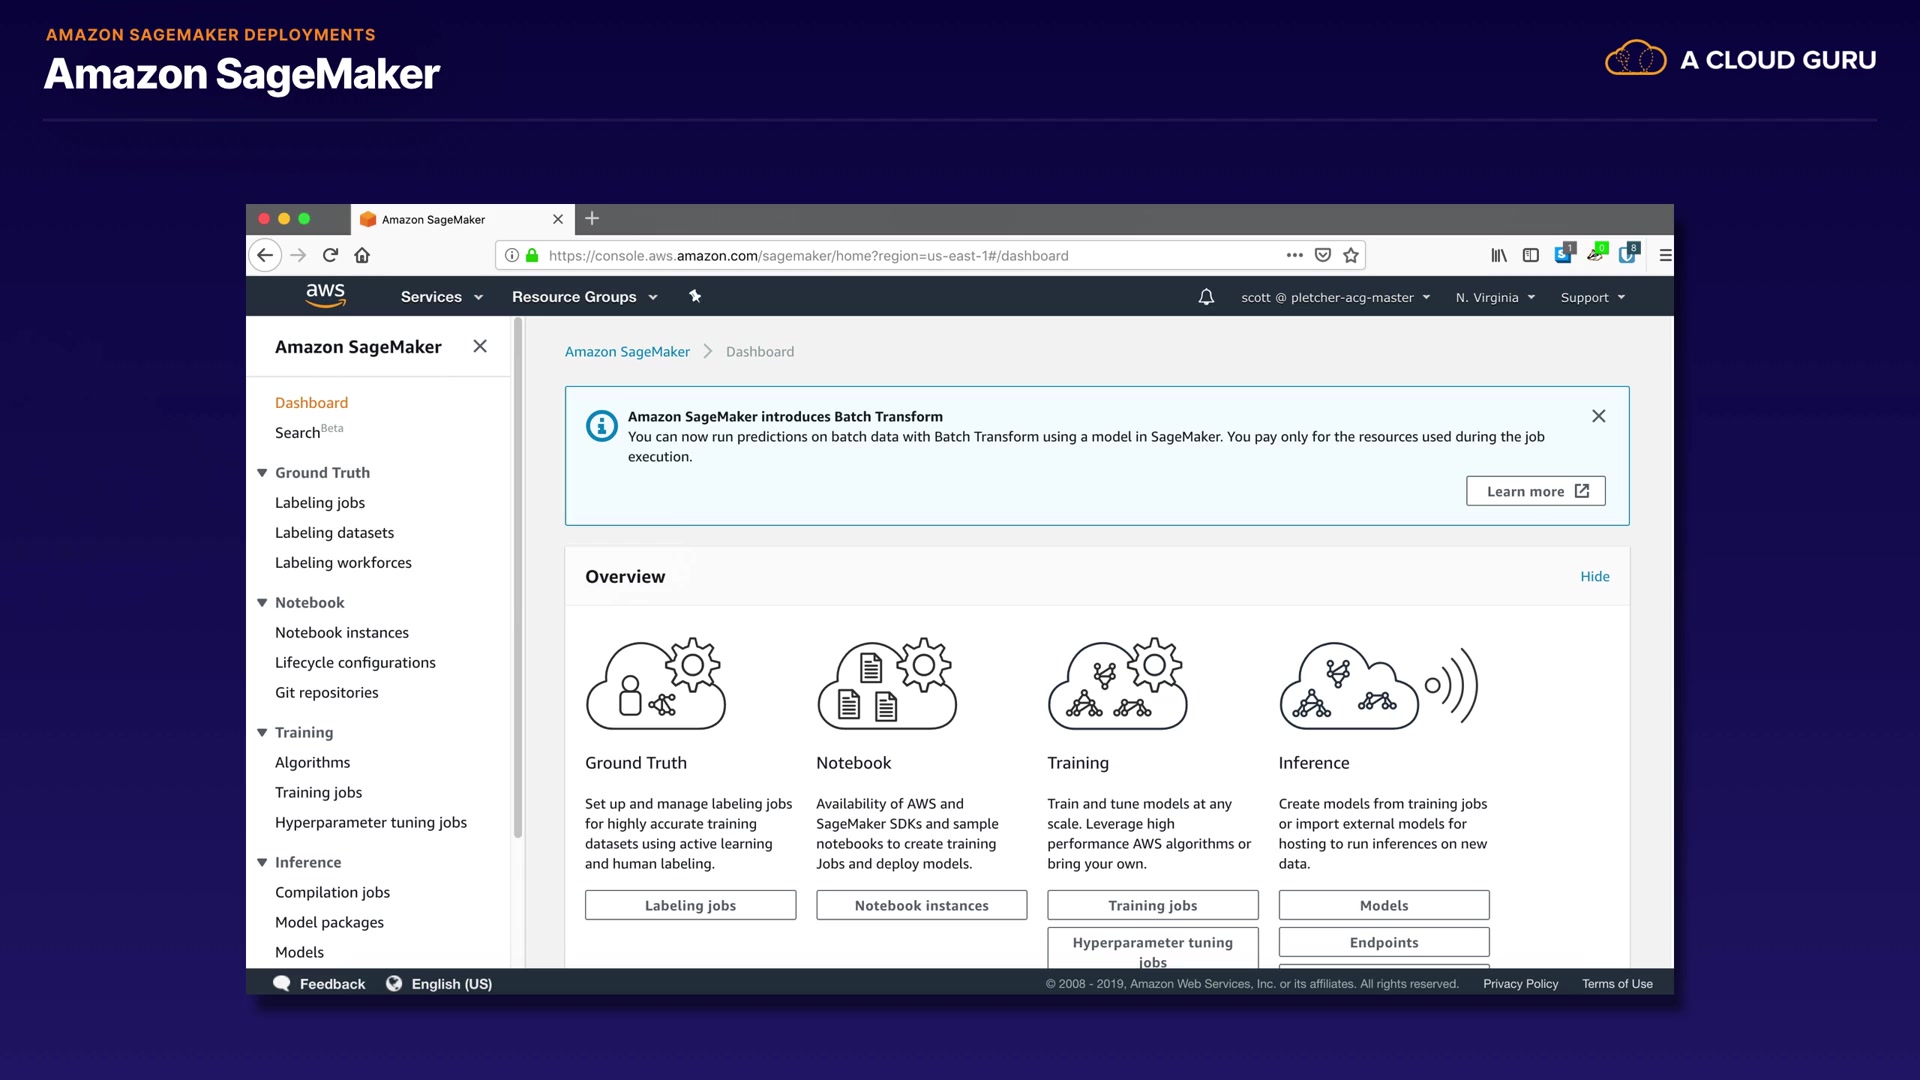 AMAZON SAGEMAKER DEPLOYMENTS
Amazon SageMaker
A CLOUD GURU
Amazon SageMaker
https://console.aws.amazon.com/sagemaker/home?region=us-east-1#/dashboard
1
0
8
aws
Services
Resource Groups
scott @ pletcher-acg-master
N. Virginia
Support
Amazon SageMaker
Dashboard
Search Beta
Ground Truth
Labeling jobs
Labeling datasets
Labeling workforces
Notebook
Notebook instances
Lifecycle configurations
Git repositories
Training
Algorithms
Training jobs
Hyperparameter tuning jobs
Inference
Compilation jobs
Model packages
Models
Amazon SageMaker > Dashboard
Amazon SageMaker introduces Batch Transform
You can now run predictions on batch data with Batch Transform using a model in SageMaker. You pay only for the resources used during the job
execution.
Learn more
Overview
Hide
Ground Truth
Set up and manage labeling jobs
for highly accurate training
datasets using active learning
and human labeling.
Labeling jobs
Notebook
Availability of AWS and
SageMaker SDKs and sample
notebooks to create training
Jobs and deploy models.
Notebook instances
Training
Train and tune models at any
scale. Leverage high
performance AWS algorithms or
bring your own.
Training jobs
Hyperparameter tuning
jobs
Inference
Create models from training jobs
or import external models for
hosting to run inferences on new
data.
Models
Endpoints
Feedback
English (US)
© 2008 - 2019, Amazon Web Services, Inc. or its affiliates. All rights reserved.
Privacy Policy
Terms of Use